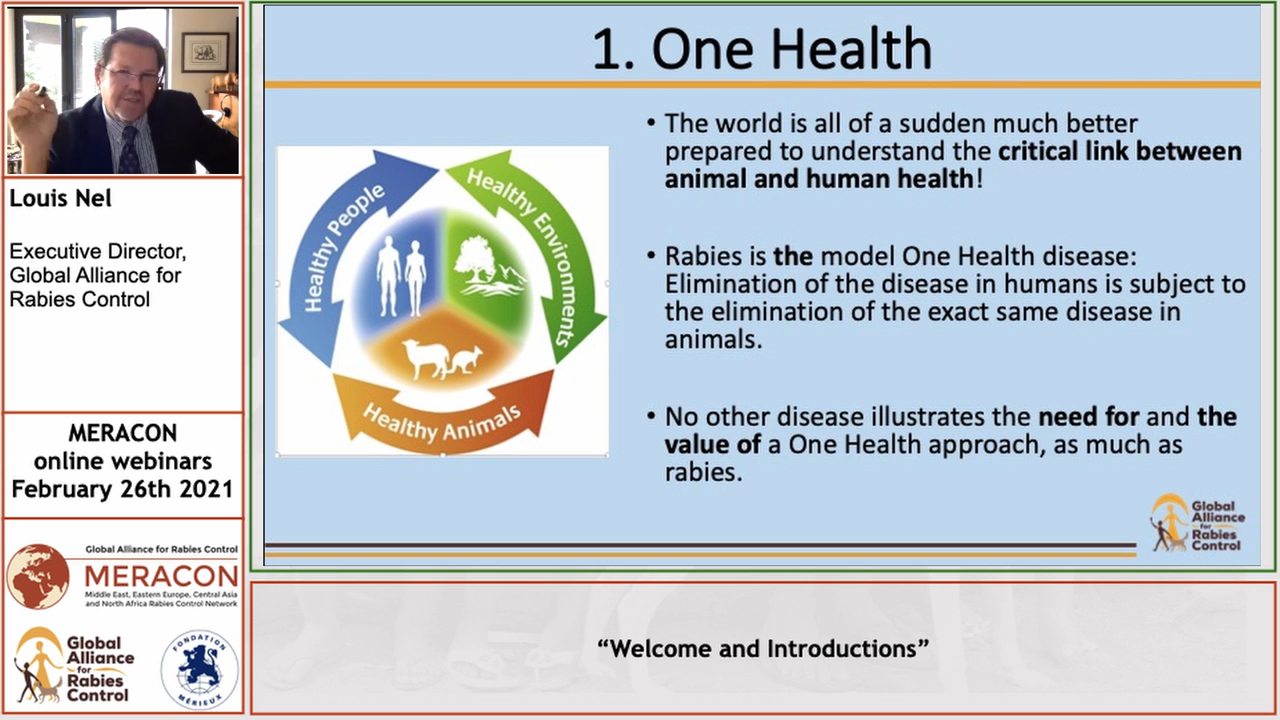 Louis Nel
Executive Director,
Global Alliance for
Rabies Control
MERACON
online webinars
February 26th 2021
Global Alliance for Rabies Control
MERACON
Middle East, Eastern Europe, Central Asia
and North Africa Rabies Control Network
Global
Alliance
for
Rabies
Control
FONDATION
MÉRIEUX
1. One Health
Healthy People
Healthy Environments
Healthy Animals
• The world is all of a sudden much better
prepared to understand the critical link between
animal and human health!
• Rabies is the model One Health disease:
Elimination of the disease in humans is subject to
the elimination of the exact same disease in
animals.
• No other disease illustrates the need for and the
value of a One Health approach, as much as
rabies.
Global
Alliance
for
Rabies
Control
“Welcome and Introductions”